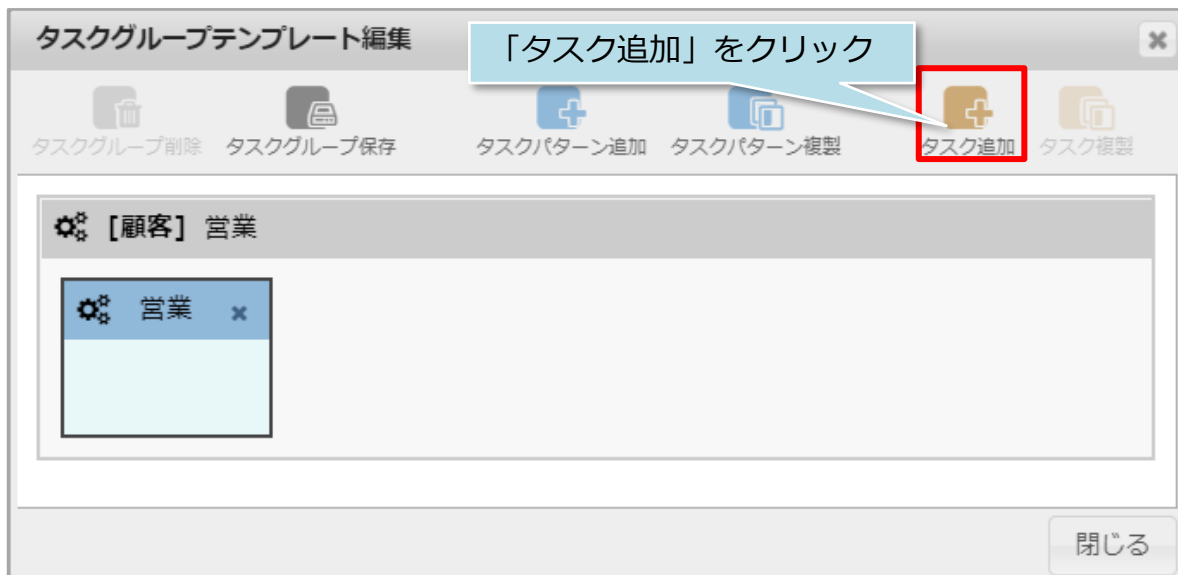 タスクグループテンプレート編集
「タスク追加」をクリック
タスクグループ削除 タスクグループ保存 タスクパターン追加 タスクパターン複製 タスク追加 タスク複製
[顧客] 営業
営業
閉じる